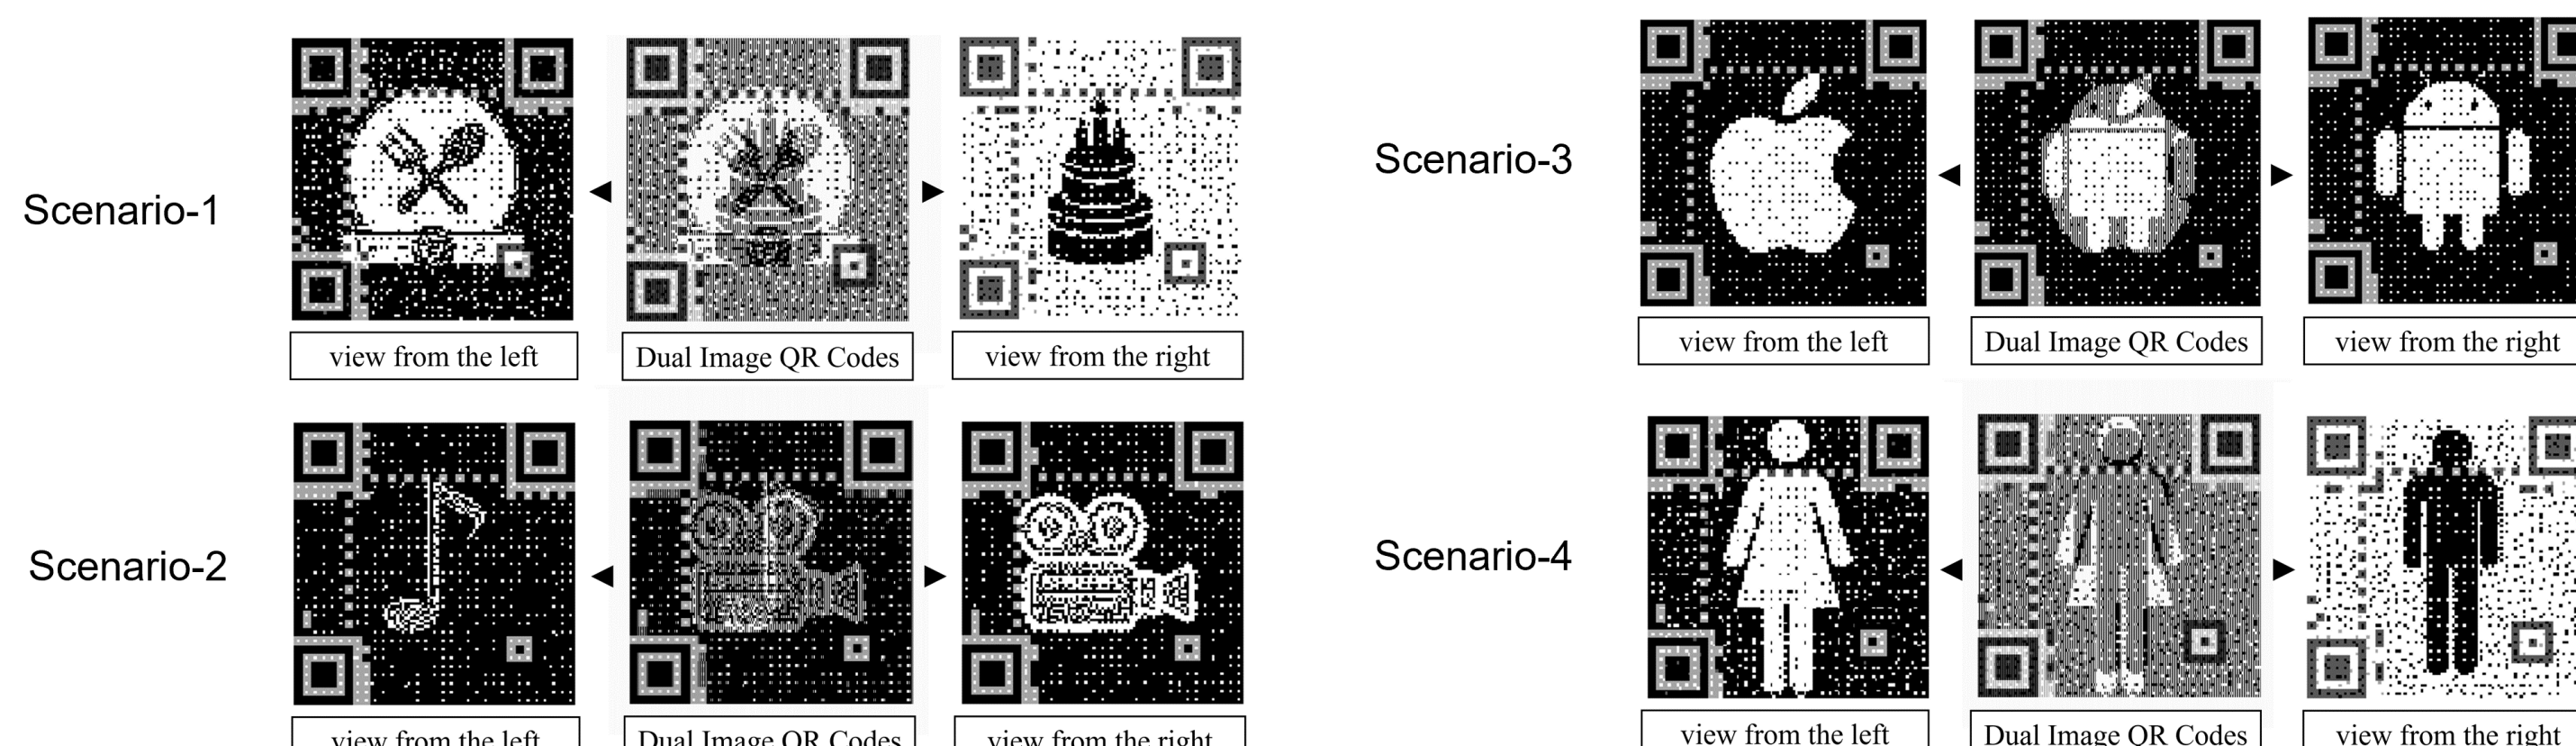 Scenario-1
view from the left
Dual Image QR Codes
view from the right
Scenario-2
view from the left
Dual Image QR Codes
view from the right
Scenario-3
view from the left
Dual Image QR Codes
view from the right
Scenario-4
view from the left
Dual Image QR Codes
view from the right